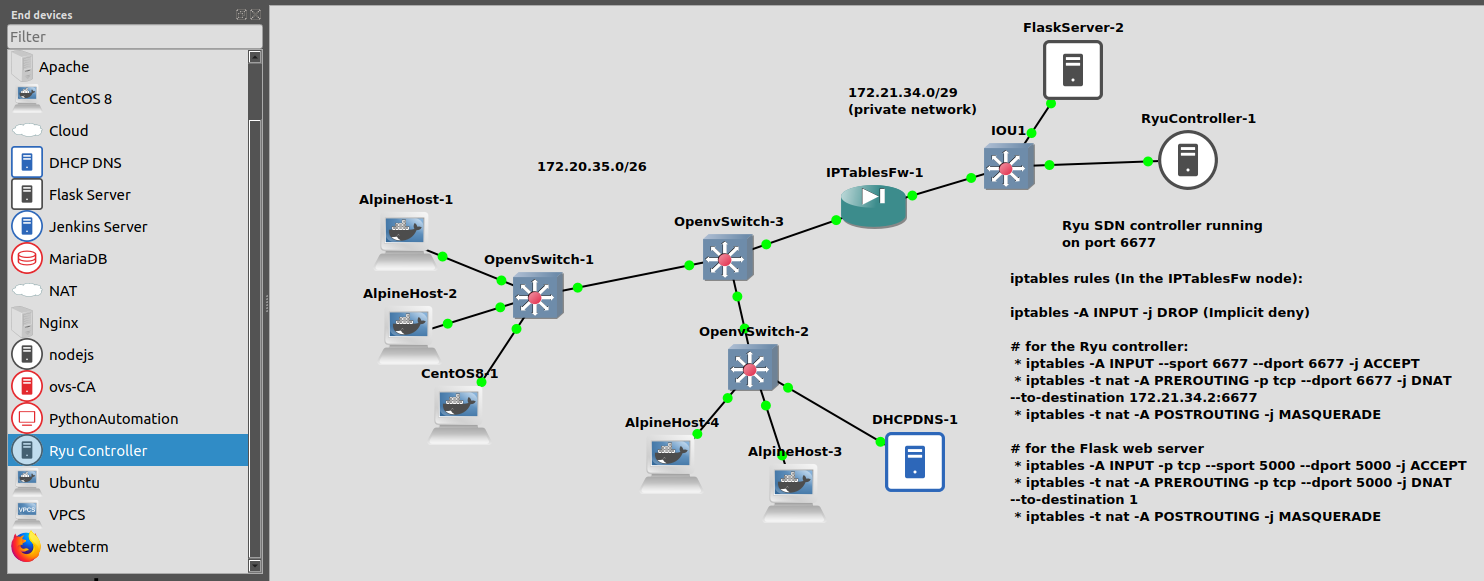 End devices
Filter
Apache
CentOS 8
Cloud
DHCP DNS
Flask Server
Jenkins Server
MariaDB
NAT
Nginx
nodejs
ovs-CA
PythonAutomation
Ryu Controller
Ubuntu
VPCS
VPCS
webterm
FlaskServer-2
172.21.34.0/29
(private network)
IOU1
RyuController-1
172.20.35.0/26
IPTablesFw-1
AlpineHost-1
OpenvSwitch-3
Ryu SDN controller running
on port 6677
OpenvSwitch-1
AlpineHost-2
OpenvSwitch-2
CentOS8-1
AlpineHost-4
AlpineHost-3
DHCPDNS-1
iptables rules (In the IPTablesFw node):
iptables -A INPUT -j DROP (Implicit deny)
# for the Ryu controller:
* iptables -A INPUT --sport 6677 --dport 6677 -j ACCEPT
* iptables -t nat -A PREROUTING -p tcp --dport 6677 -j DNAT
--to-destination 172.21.34.2:6677
* iptables -t nat -A POSTROUTING -j MASQUERADE
# for the Flask web server
* iptables -A INPUT -p tcp --sport 5000 --dport 5000 -j ACCEPT
* iptables -t nat -A PREROUTING -p tcp --dport 5000 -j DNAT
--to-destination 1
* iptables -t nat -A POSTROUTING -j MASQUERADE